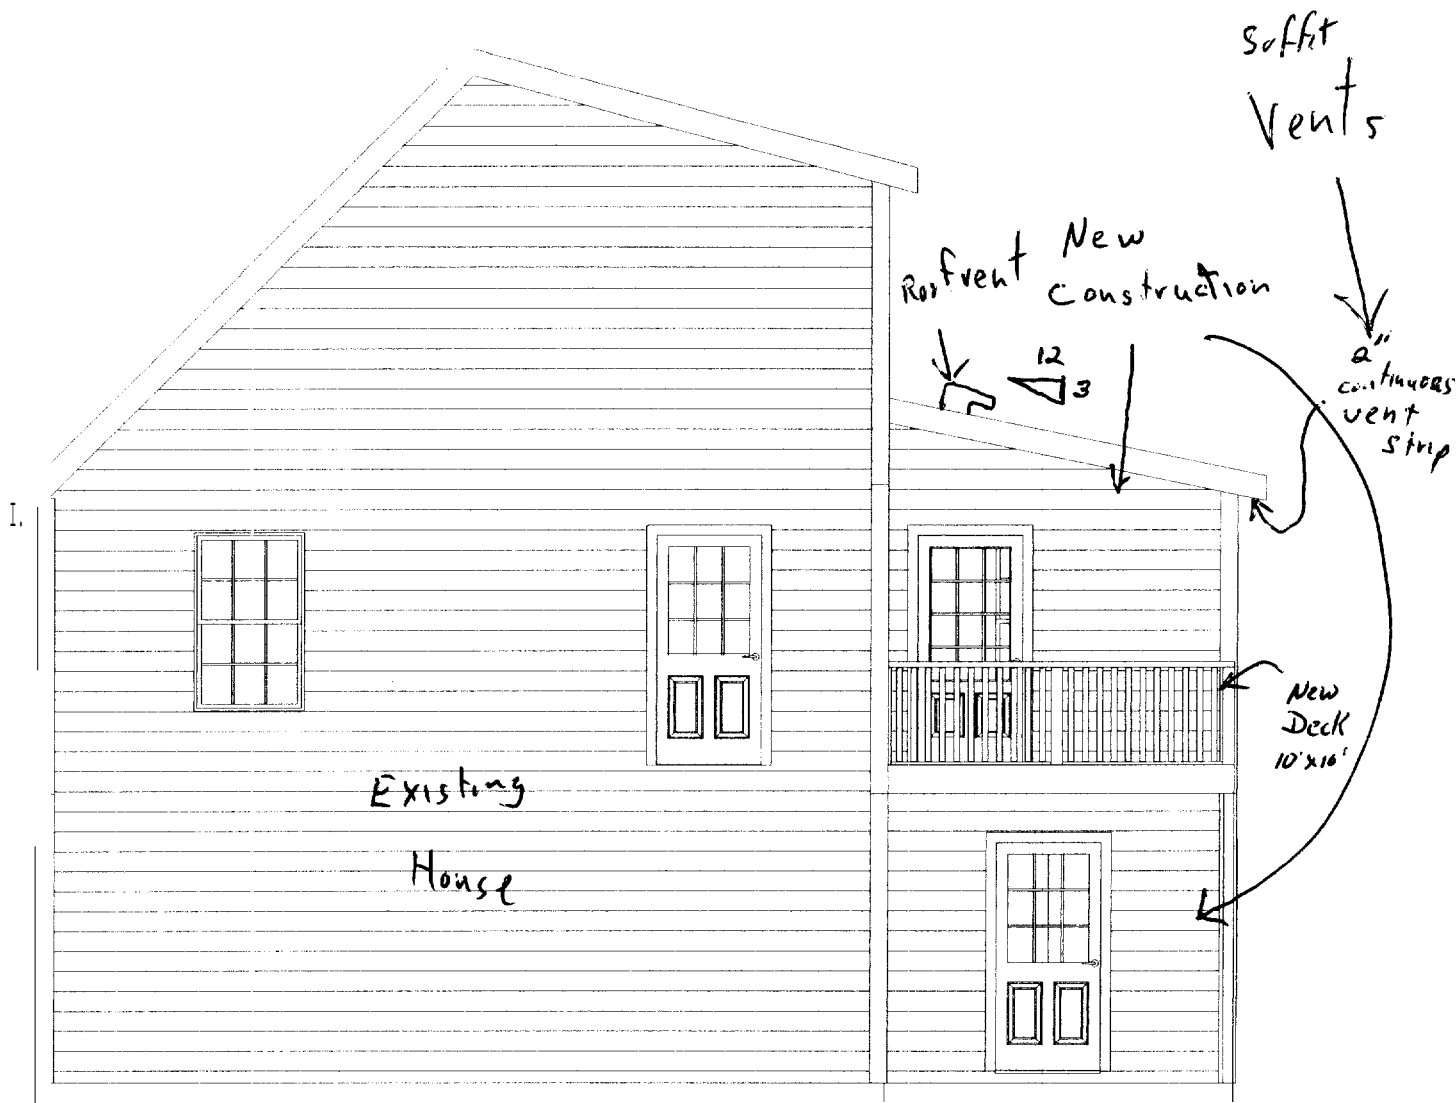 Soffit
Vents
New
Roofvent
Construction
12
3
2"
continuous
vent
strip
I.
New
Deck
10'x10'
Existing
House